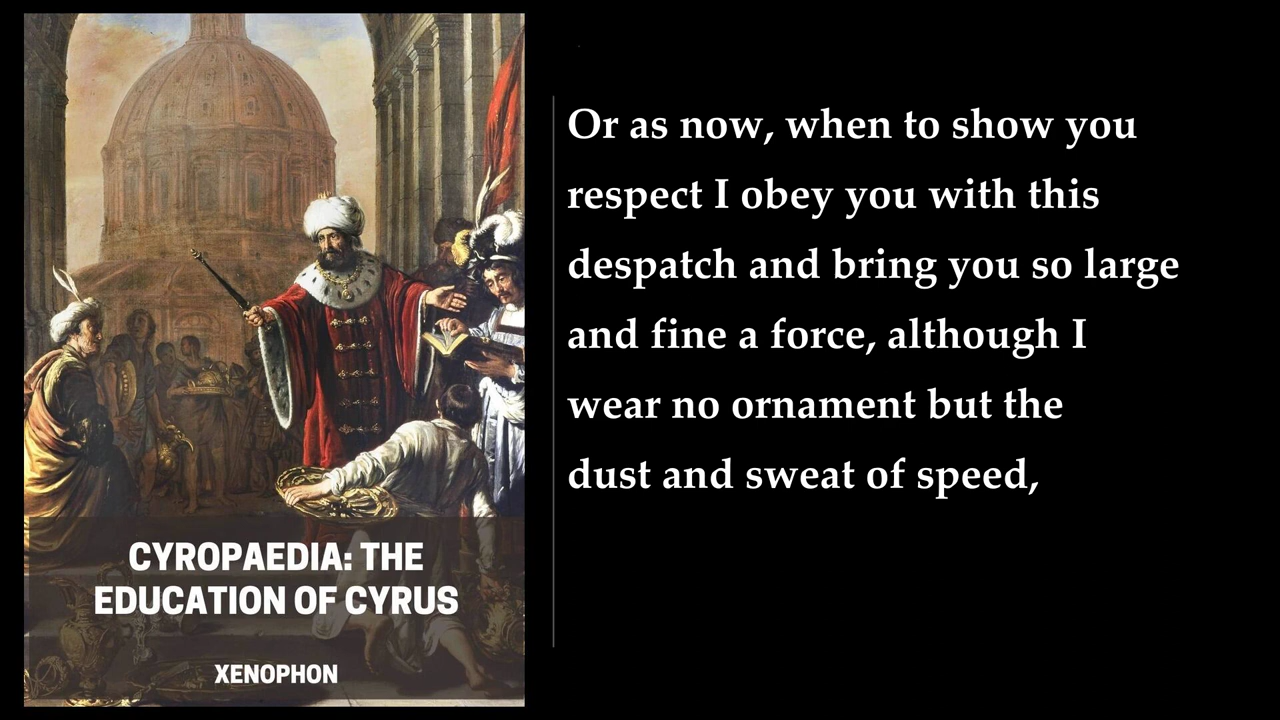 CYROPAEDIA: THE
EDUCATION OF CYRUS
XENOPHON
Or as now, when to show you
respect I obey you with this
despatch and bring you so large
and fine a force, although I
wear no ornament but the
dust and sweat of speed,